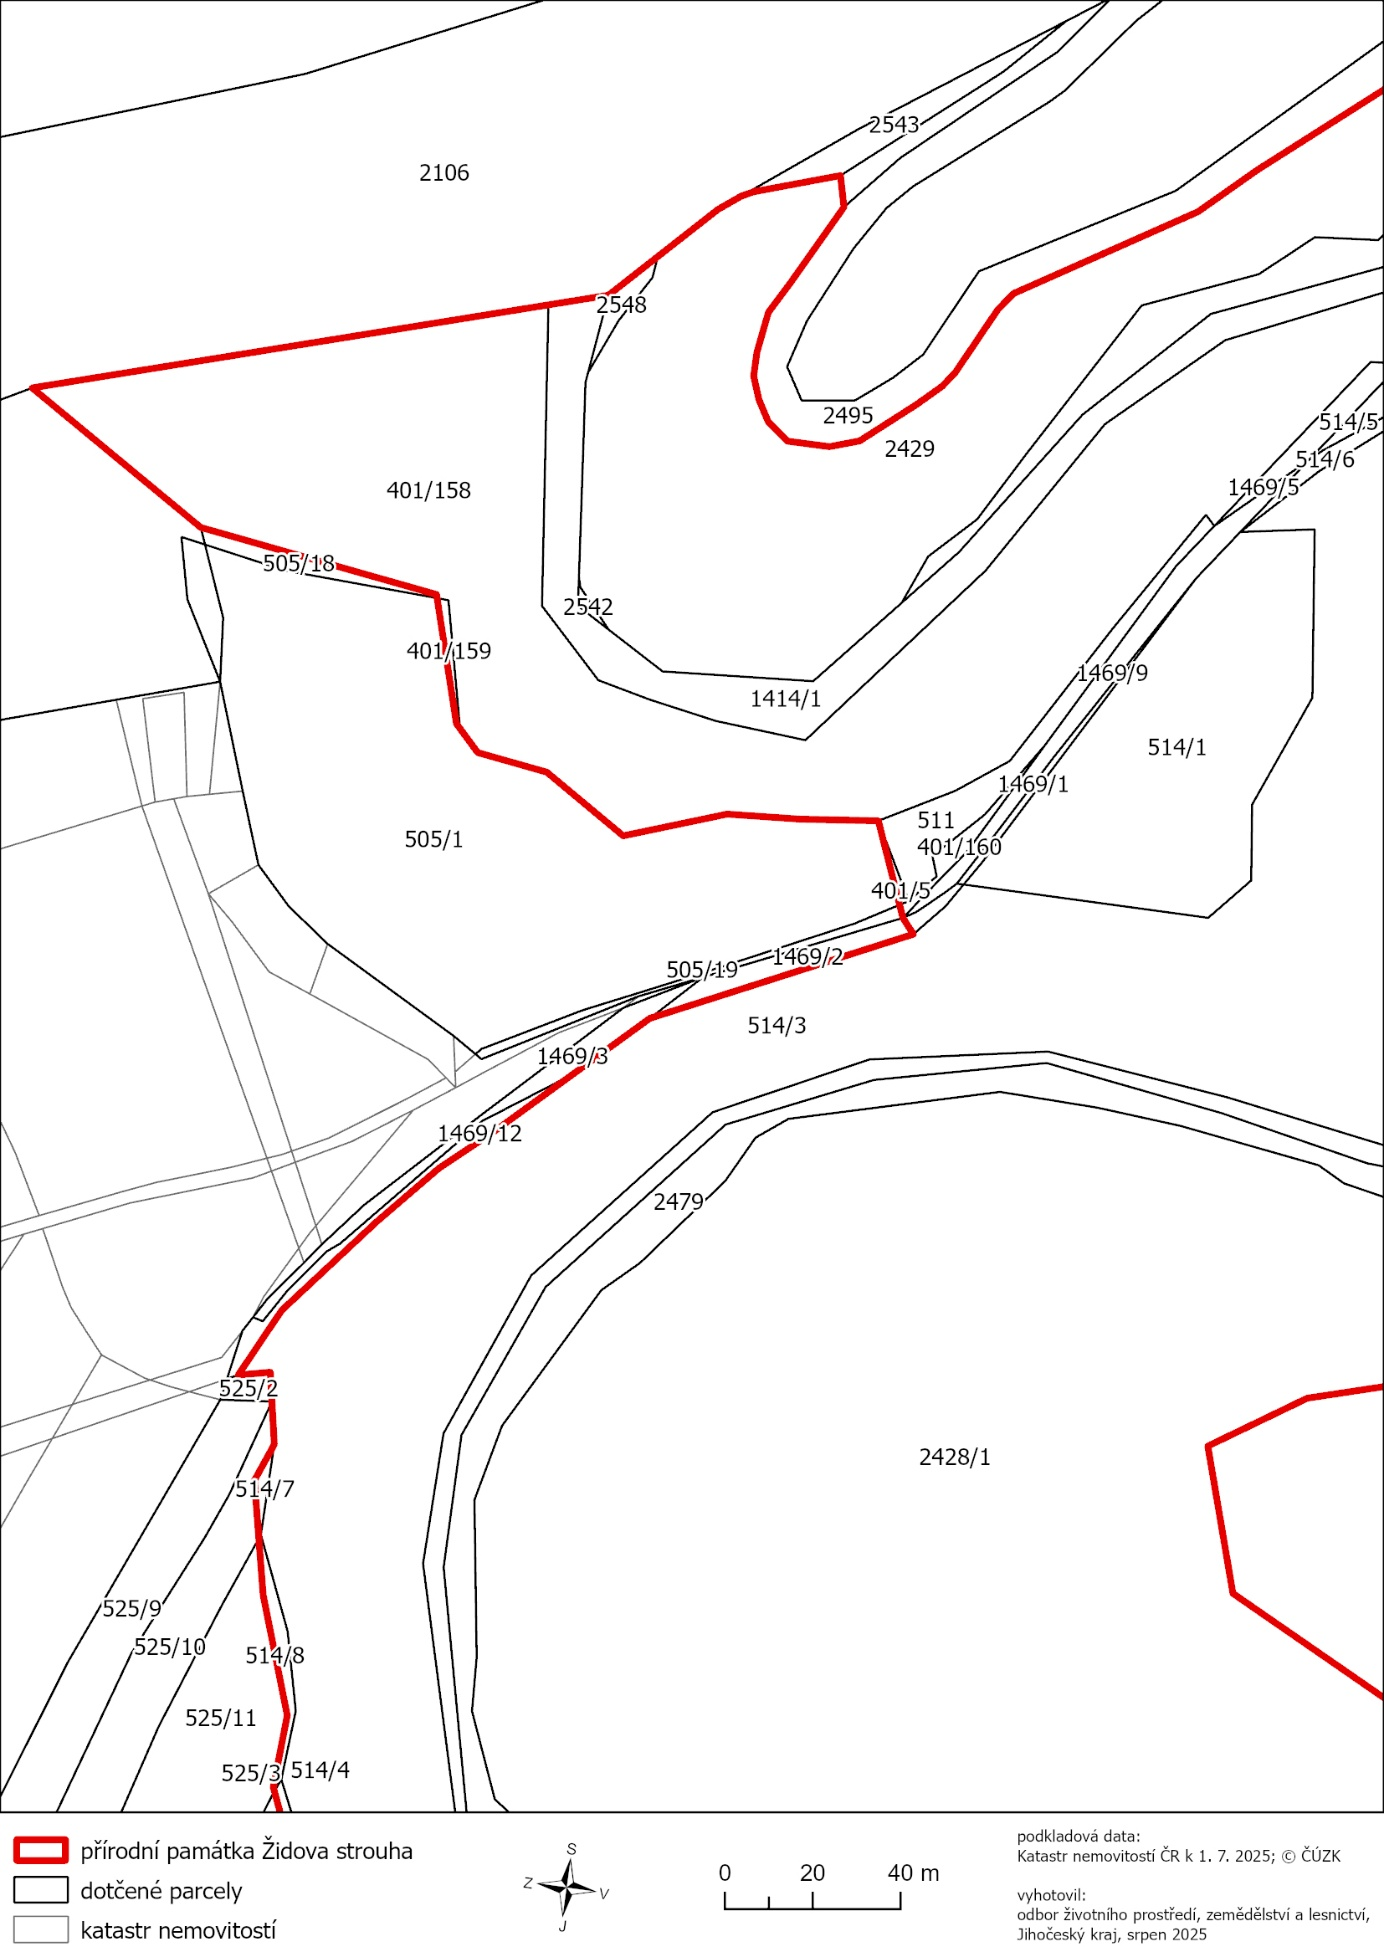 2543
2106
2548
2495
2429
514/5
514/6
1469/5
401/158
505/18
2542
401/159
1469/9
1414/1
514/1
1469/1
511
505/1
401/160
401/5
1469/2
505/19
514/3
1469/3
1469/12
2479
525/2
2428/1
514/7
525/9
525/10
514/8
525/11
525/3
514/4
přírodní památka Židova strouha
dotčené parcely
katastr nemovitostí
S
Z
V
J
0 20 40 m
podkladová data:
Katastr nemovitostí ČR k 1. 7. 2025; © ČÚZK
vyhotovil:
odbor životního prostředí, zemědělství a lesnictví,
Jihočeský kraj, srpen 2025